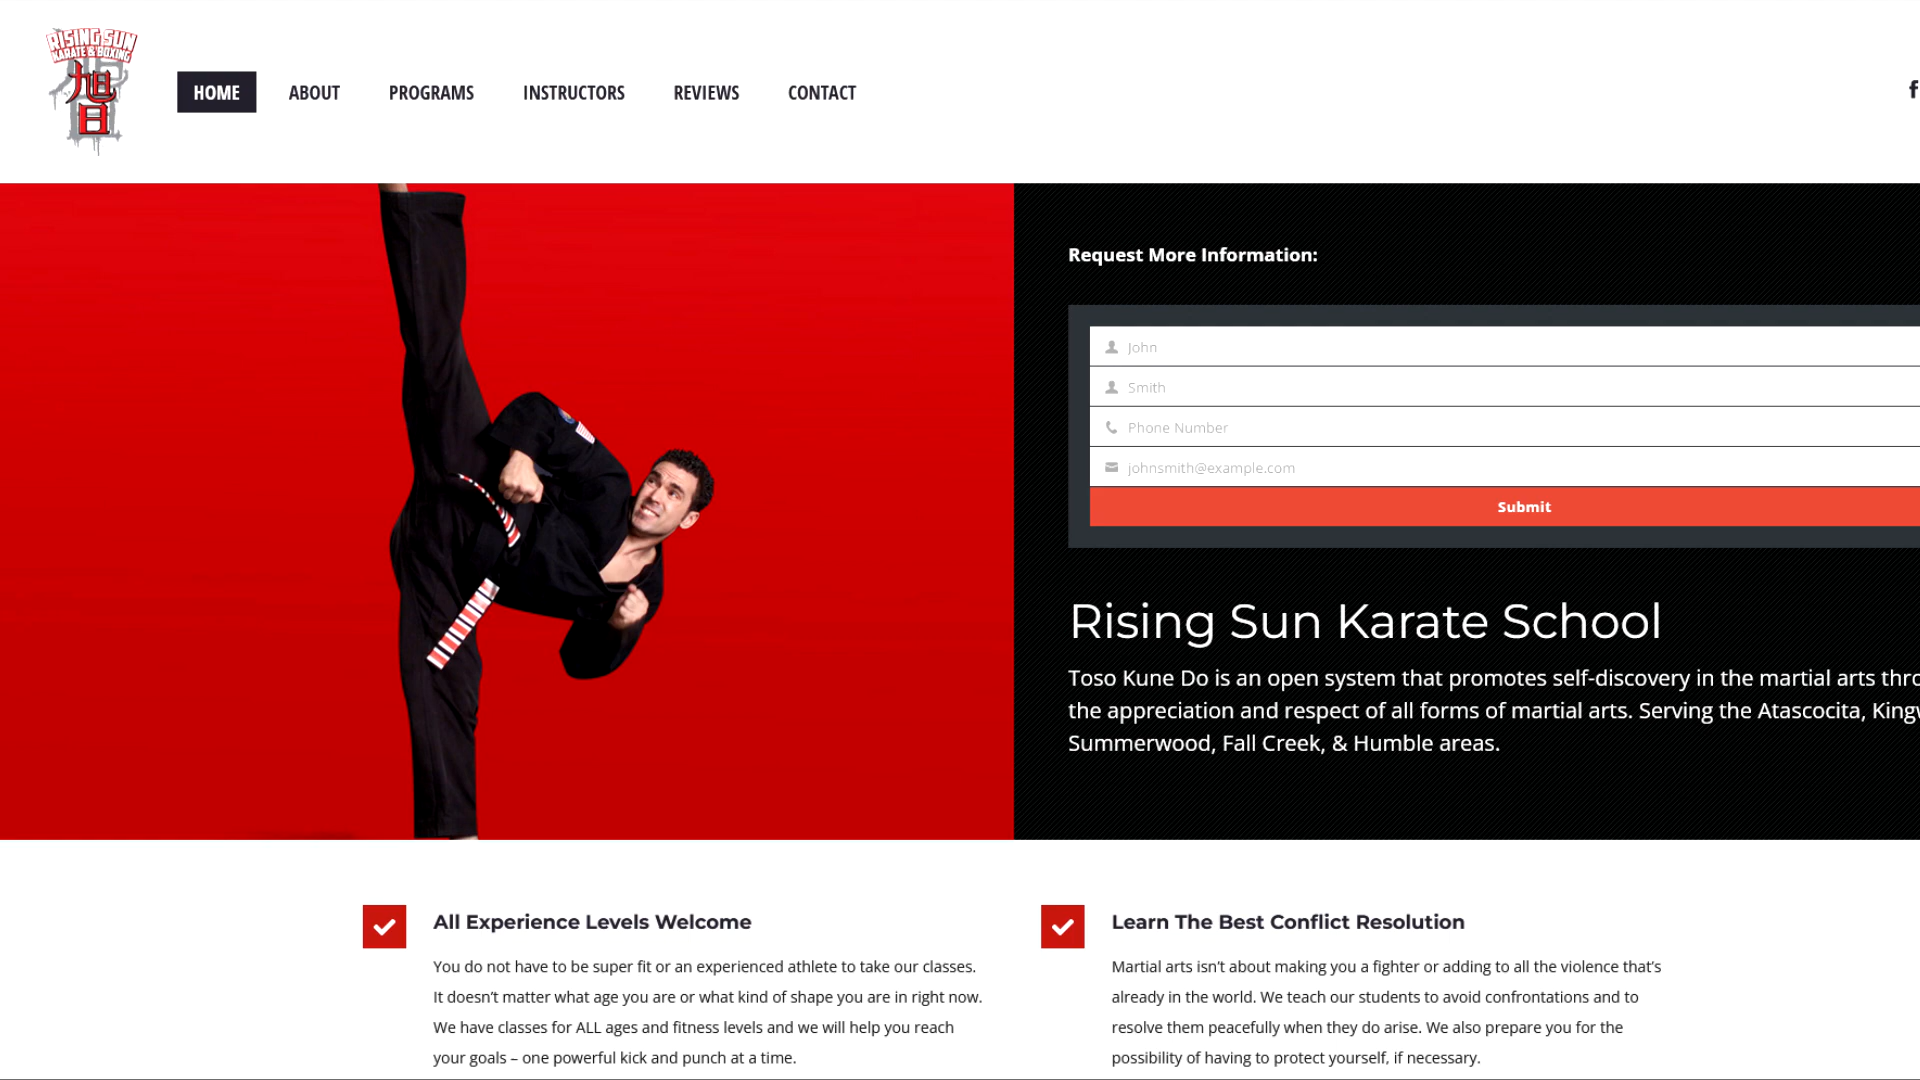 RISING SUN
KARATE & BOXING
旭
日
HOME
ABOUT
PROGRAMS
INSTRUCTORS
REVIEWS
CONTACT
Request More Information:
John
Smith
Phone Number
johnsmith@example.com
Submit
Rising Sun Karate School
Toso Kune Do is an open system that promotes self-discovery in the martial arts thro
the appreciation and respect of all forms of martial arts. Serving the Atascocita, King
Summerwood, Fall Creek, & Humble areas.
All Experience Levels Welcome
You do not have to be super fit or an experienced athlete to take our classes.
It doesn’t matter what age you are or what kind of shape you are in right now.
We have classes for ALL ages and fitness levels and we will help you reach
your goals – one powerful kick and punch at a time.
Learn The Best Conflict Resolution
Martial arts isn’t about making you a fighter or adding to all the violence that’s
already in the world. We teach our students to avoid confrontations and to
resolve them peacefully when they do arise. We also prepare you for the
possibility of having to protect yourself, if necessary.